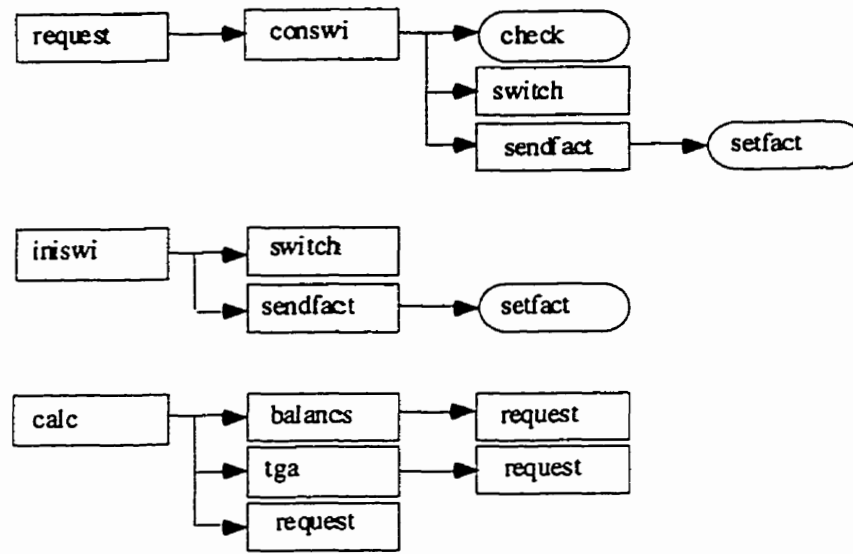 request conswi check
switch
sendfact setfact
iniswi switch
sendfact setfact
calc balancs request
tga request
request